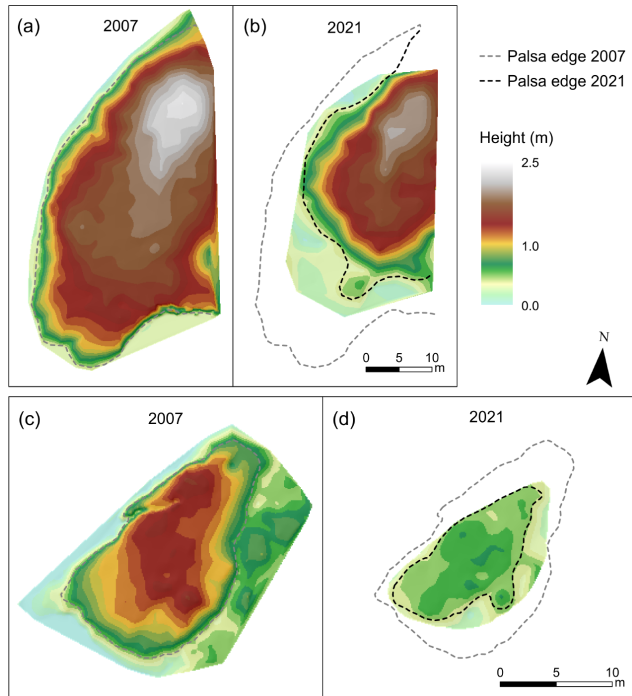 (a) 2007
(b) 2021
Palsa edge 2007
Palsa edge 2021
Height (m)
2.5
1.0
0.0
N
0 5 10
m
(c) 2007
(d) 2021
0 5 10
m